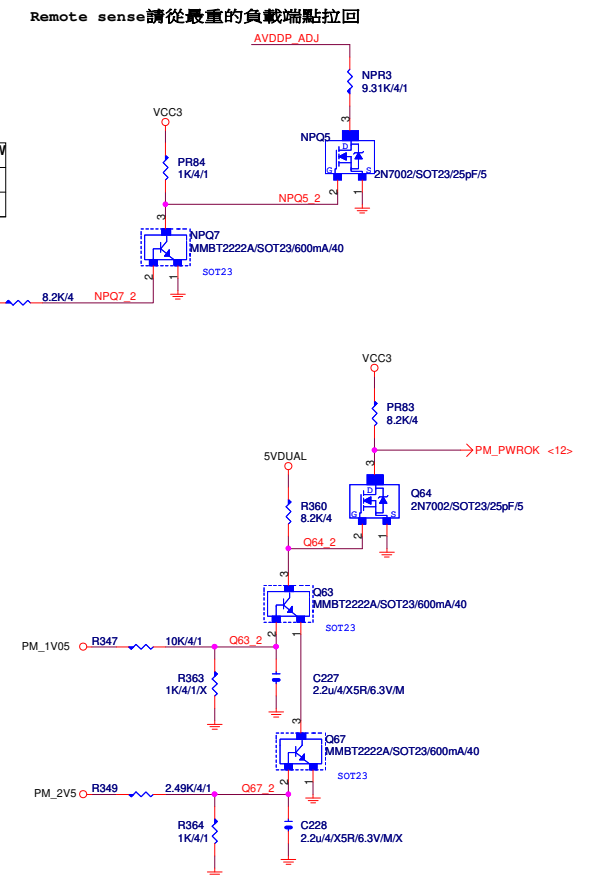 Remote sense請從最重的負載端點拉回
AVDDP_ADJ
NPR3
9.31K/4/1
VCC3
3
NPQ5
D
PR84
1K/4/1
G
S
2N7002/SOT23/25pF/5
2
1
NPQ5_2
3
NPQ7
MMBT2222A/SOT23/600mA/40
SOT23
2
1
8.2K/4
NPQ7_2
VCC3
PR83
8.2K/4
PM_PWROK <12>
5VDUAL
3
D
Q64
2N7002/SOT23/25pF/5
R360
8.2K/4
G
S
2
1
Q64_2
3
Q63
MMBT2222A/SOT23/600mA/40
SOT23
2
1
PM_1V05
R347
10K/4/1
Q63_2
R363
1K/4/1/X
C227
2.2u/4/X5R/6.3V/M
3
Q67
MMBT2222A/SOT23/600mA/40
SOT23
2
1
PM_2V5
R349
2.49K/4/1
Q67_2
R364
1K/4/1
C228
2.2u/4/X5R/6.3V/M/X